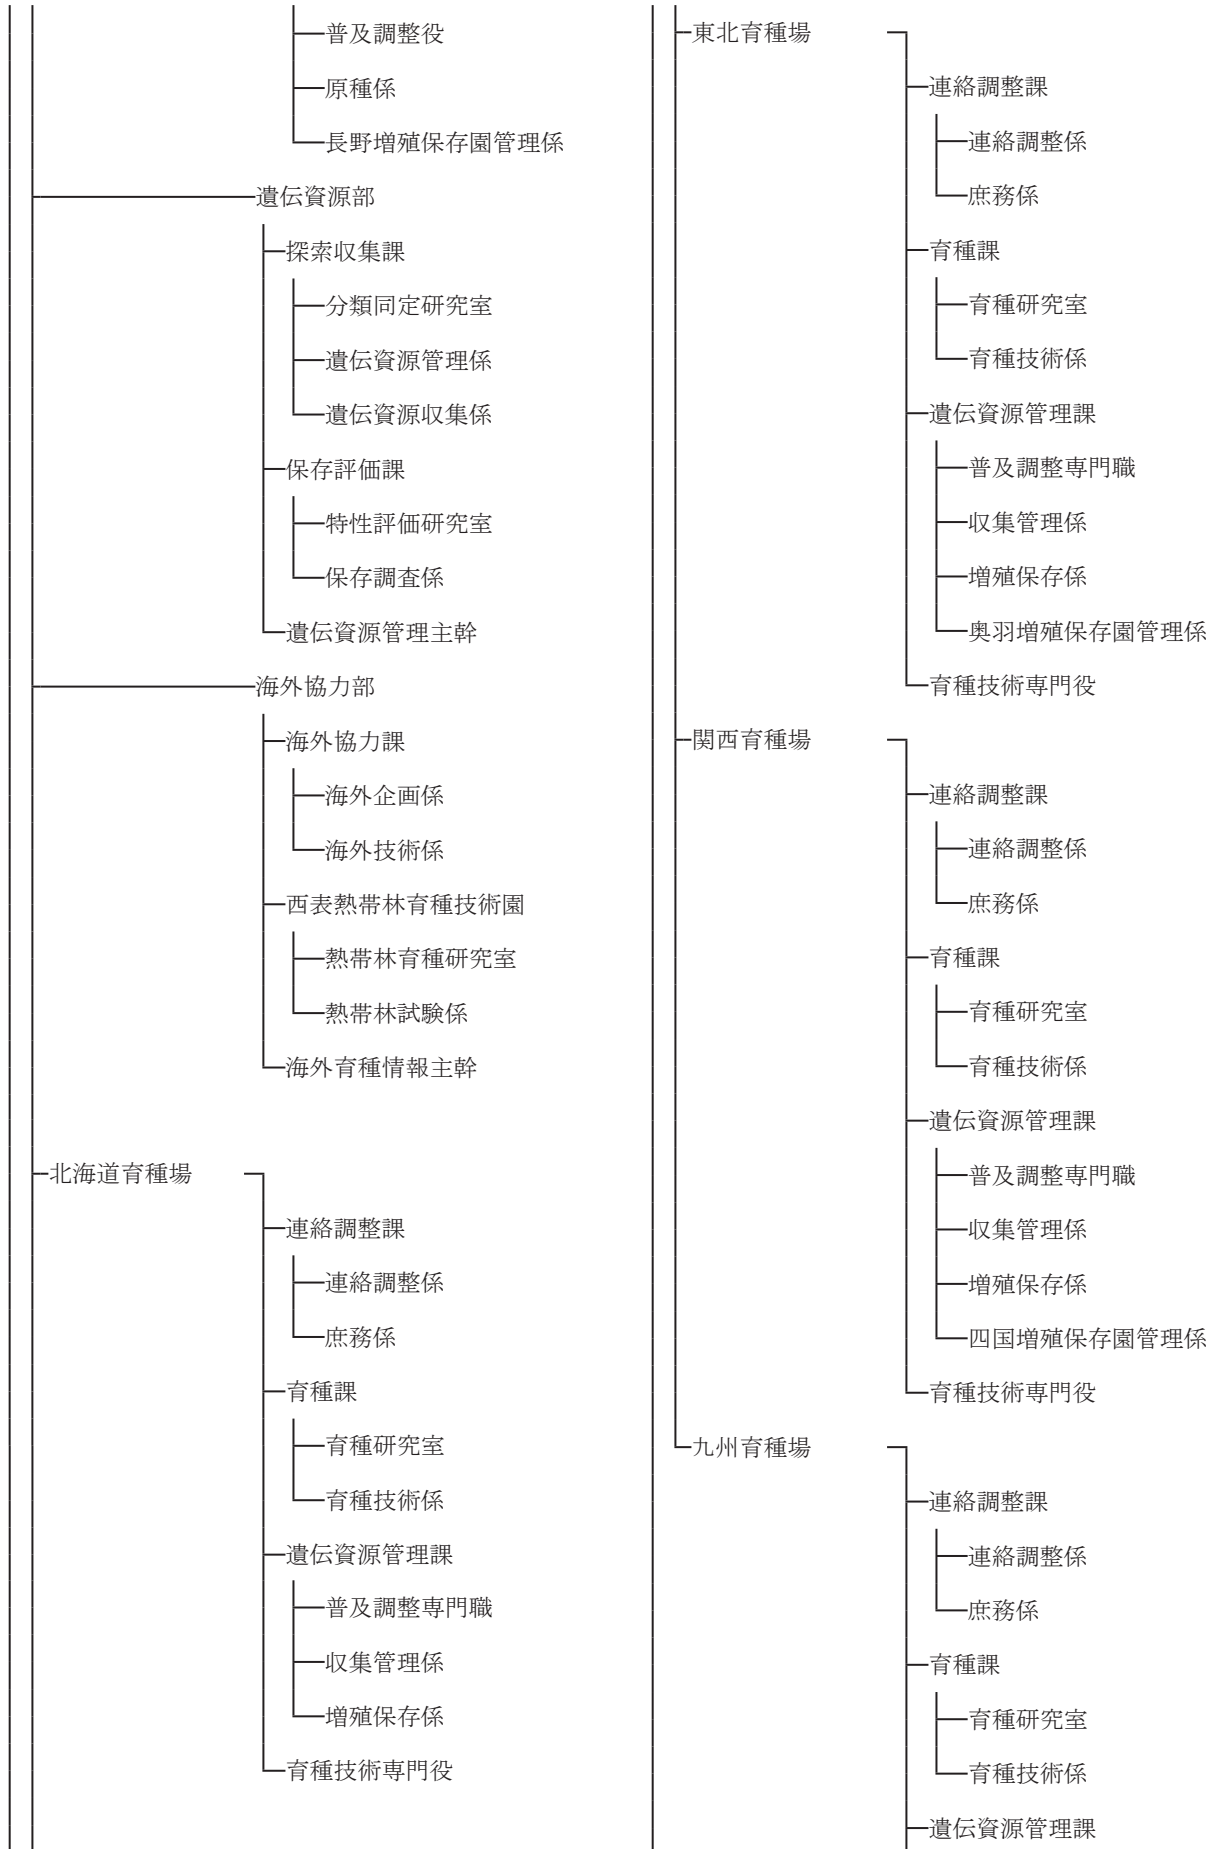 普及調整役
原種係
長野増殖保存園管理係
遺伝資源部
探索収集課
分類同定研究室
遺伝資源管理係
遺伝資源収集係
保存評価課
特性評価研究室
保存調査係
遺伝資源管理主幹
海外協力部
海外協力課
海外企画係
海外技術係
西表熱帯林育種技術園
熱帯林育種研究室
熱帯林試験係
海外育種情報主幹
北海道育種場
連絡調整課
連絡調整係
庶務係
育種課
育種研究室
育種技術係
遺伝資源管理課
普及調整専門職
収集管理係
増殖保存係
育種技術専門役
東北育種場
連絡調整課
連絡調整係
庶務係
育種課
育種研究室
育種技術係
遺伝資源管理課
普及調整専門職
収集管理係
増殖保存係
奥羽増殖保存園管理係
育種技術専門役
関西育種場
連絡調整課
連絡調整係
庶務係
育種課
育種研究室
育種技術係
遺伝資源管理課
普及調整専門職
収集管理係
増殖保存係
四国増殖保存園管理係
育種技術専門役
九州育種場
連絡調整課
連絡調整係
庶務係
育種課
育種研究室
育種技術係
遺伝資源管理課